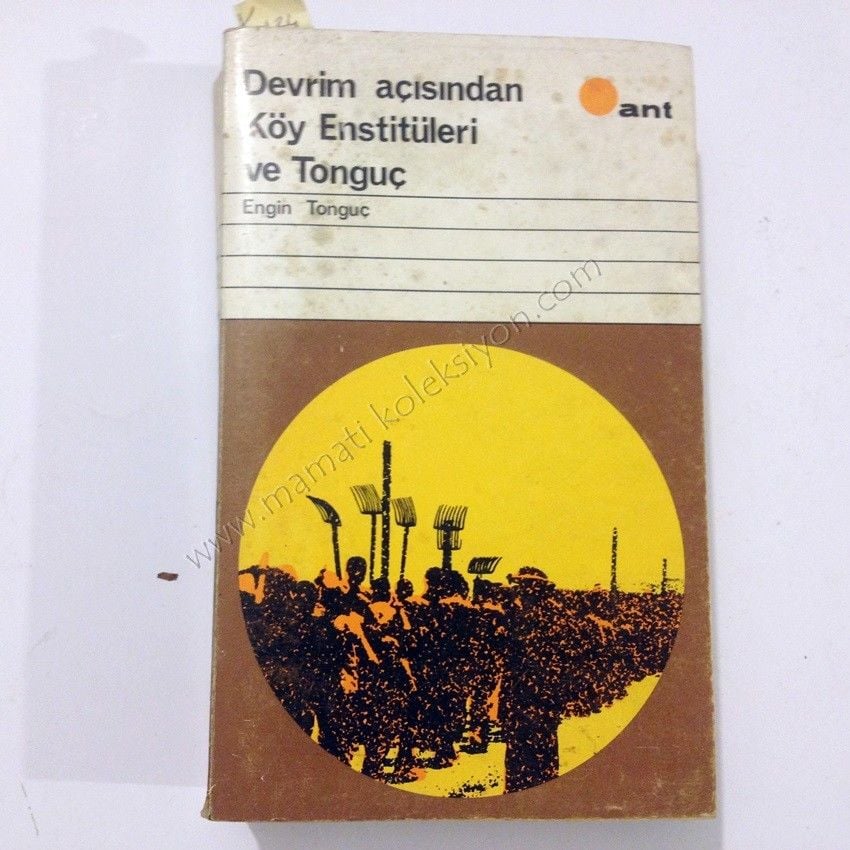 Devrim açısından
Köy Enstitüleri
ve Tonguç
ant
Engin Tonguç
www.mamati koleksiyon.com